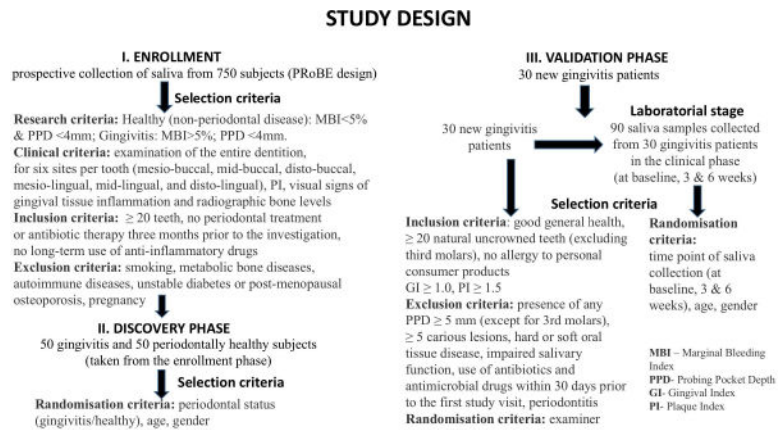 STUDY DESIGN
I. ENROLLMENT
prospective collection of saliva from 750 subjects (PRoBE design)
Selection criteria
Research criteria: Healthy (non-periodontal disease): MBI<5%
& PPD <4mm; Gingivitis: MBI>5%; PPD <4mm.
Clinical criteria: examination of the entire dentition,
for six sites per tooth (mesio-buccal, mid-buccal, disto-buccal,
mesio-lingual, mid-lingual, and disto-lingual), PI, visual signs of
gingival tissue inflammation and radiographic bone levels
Inclusion criteria: ≥ 20 teeth, no periodontal treatment
or antibiotic therapy three months prior to the investigation,
no long-term use of anti-inflammatory drugs
Exclusion criteria: smoking, metabolic bone diseases,
autoimmune diseases, unstable diabetes or post-menopausal
osteoporosis, pregnancy
II. DISCOVERY PHASE
50 gingivitis and 50 periodontally healthy subjects
(taken from the enrollment phase)
Selection criteria
Randomisation criteria: periodontal status
(gingivitis/healthy), age, gender
III. VALIDATION PHASE
30 new gingivitis patients
30 new gingivitis
patients
Laboratorial stage
90 saliva samples collected
from 30 gingivitis patients
in the clinical phase
(at baseline, 3 & 6 weeks)
Selection criteria
Inclusion criteria: good general health,
≥ 20 natural uncrowned teeth (excluding
third molars), no allergy to personal
consumer products
GI ≥ 1.0, PI ≥ 1.5
Exclusion criteria: presence of any
PPD ≥ 5 mm (except for 3rd molars),
≥ 5 carious lesions, hard or soft oral
tissue disease, impaired salivary
function, use of antibiotics and
antimicrobial drugs within 30 days prior
to the first study visit, periodontitis
Randomisation criteria: examiner
Randomisation
criteria:
time point of saliva
collection (at
baseline, 3 & 6
weeks), age, gender
MBI – Marginal Bleeding
Index
PPD- Probing Pocket Depth
GI- Gingival Index
PI- Plaque Index